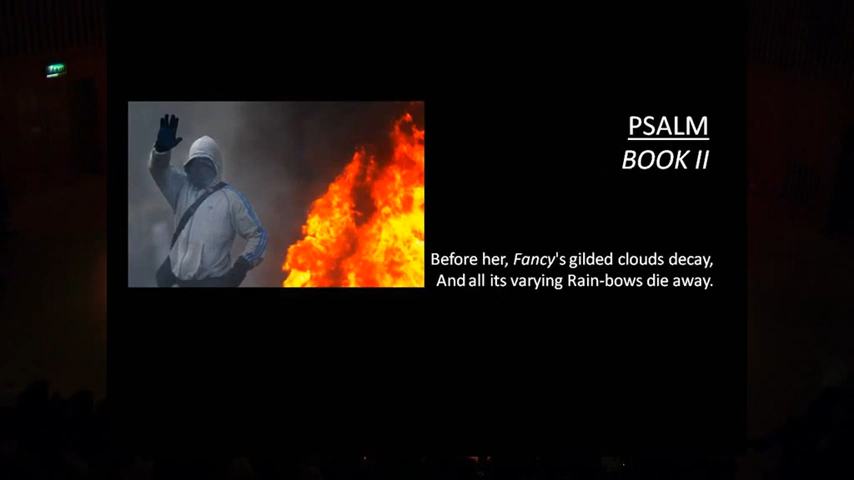 PSALM
BOOK II
Before her, Fancy's gilded clouds decay,
And all its varying Rain-bows die away.